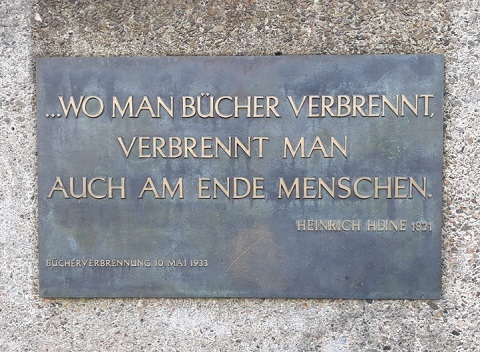 ...WO MAN BÜCHER VERBRENNT,
VERBRENNT MAN
AUCH AM ENDE MENSCHEN.
HEINRICH HEINE 1821
BÜCHERVERBRENNUNG 10. MAI 1933